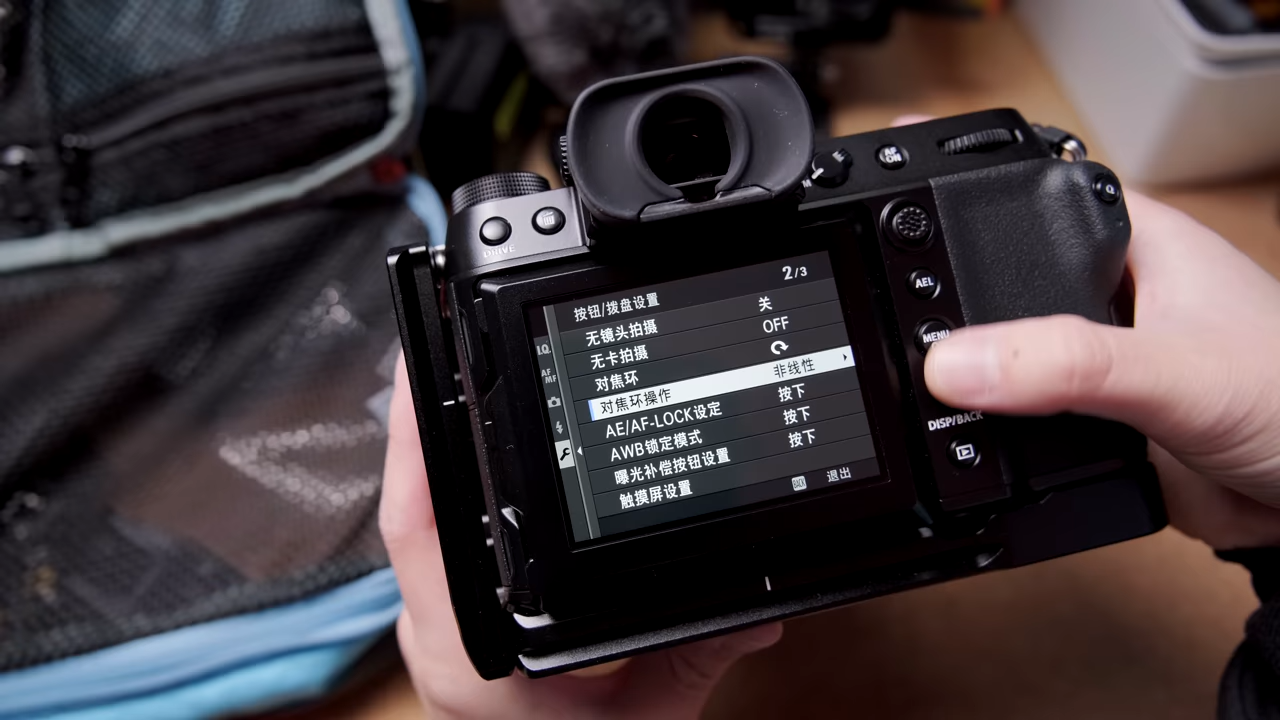 DRIVE
AF ON
Q
AEL
MENU
DISP/BACK
按钮/拨盘设置 2/3
无镜头拍摄 关
无卡拍摄 OFF
对焦环
对焦环操作 非线性
AE/AF-LOCK设定 按下
AWB锁定模式 按下
曝光补偿按钮设置 按下
触摸屏设置
BACK 退出
I.Q.
AF MF